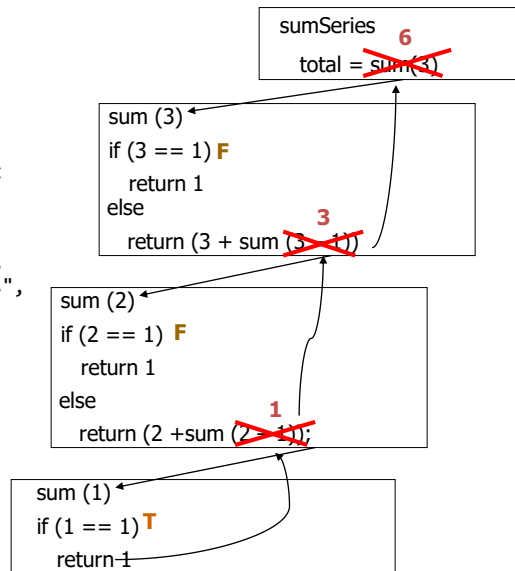 sumSeries
6
total = sum(3)
sum (3)
if (3 == 1) F
return 1
else
3
return (3 + sum (3 - 1))
",
sum (2)
if (2 == 1) F
return 1
else
1
return (2 +sum (2 - 1));
sum (1)
if (1 == 1) T
return 1